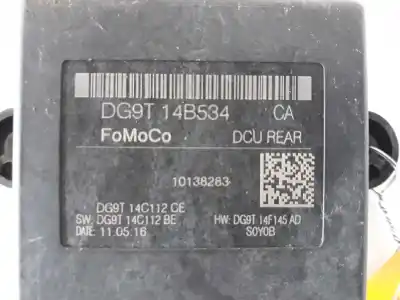 DG9T 14B534 CA
FoMoCo DCU REAR
10138283
DG9T 14C112 CE
SW: DG9T 14C112 BE HW: DG9T 14F145 AD
DATE: 11.05.16 S0Y0B